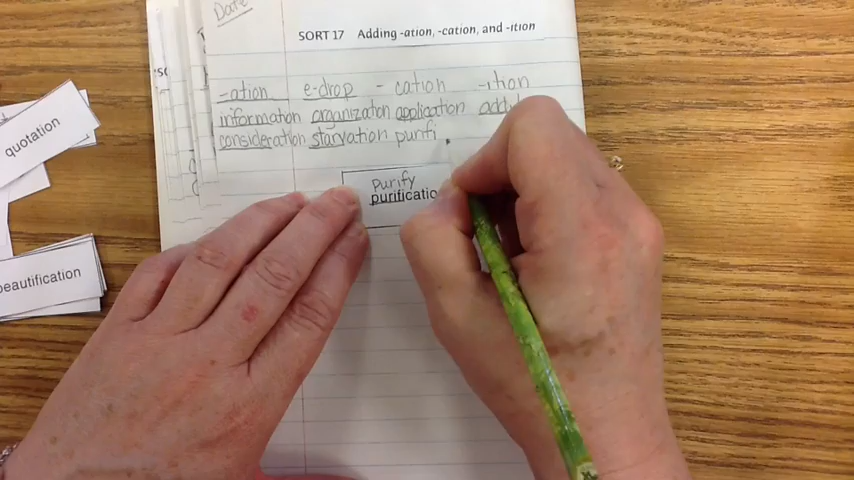 Date
SORT 17 Adding -ation, -cation, and -ition
-ation e-drop -cation -ition
information organization application
consideration starvation purifi
purify
purificatio
quotation
beautification